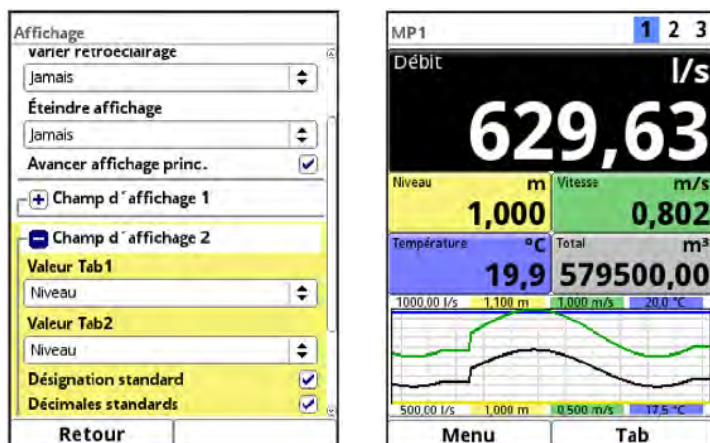 Affichage
Varier rétroéclairage
Jamais
Éteindre affichage
Jamais
Avancer affichage princ.
Champ d´affichage 1
Champ d´affichage 2
Valeur Tab1
Niveau
Valeur Tab2
Niveau
Désignation standard
Décimales standards
Retour
MP1 1 2 3
Débit l/s
629,63
Niveau m Vitesse m/s
1,000 0,802
Température °C Total m³
19,9 579500,00
1000,00 l/s 1,100 m 1,000 m/s 20,0 °C
500,00 l/s 1,000 m 0,500 m/s 17,5 °C
Menu Tab